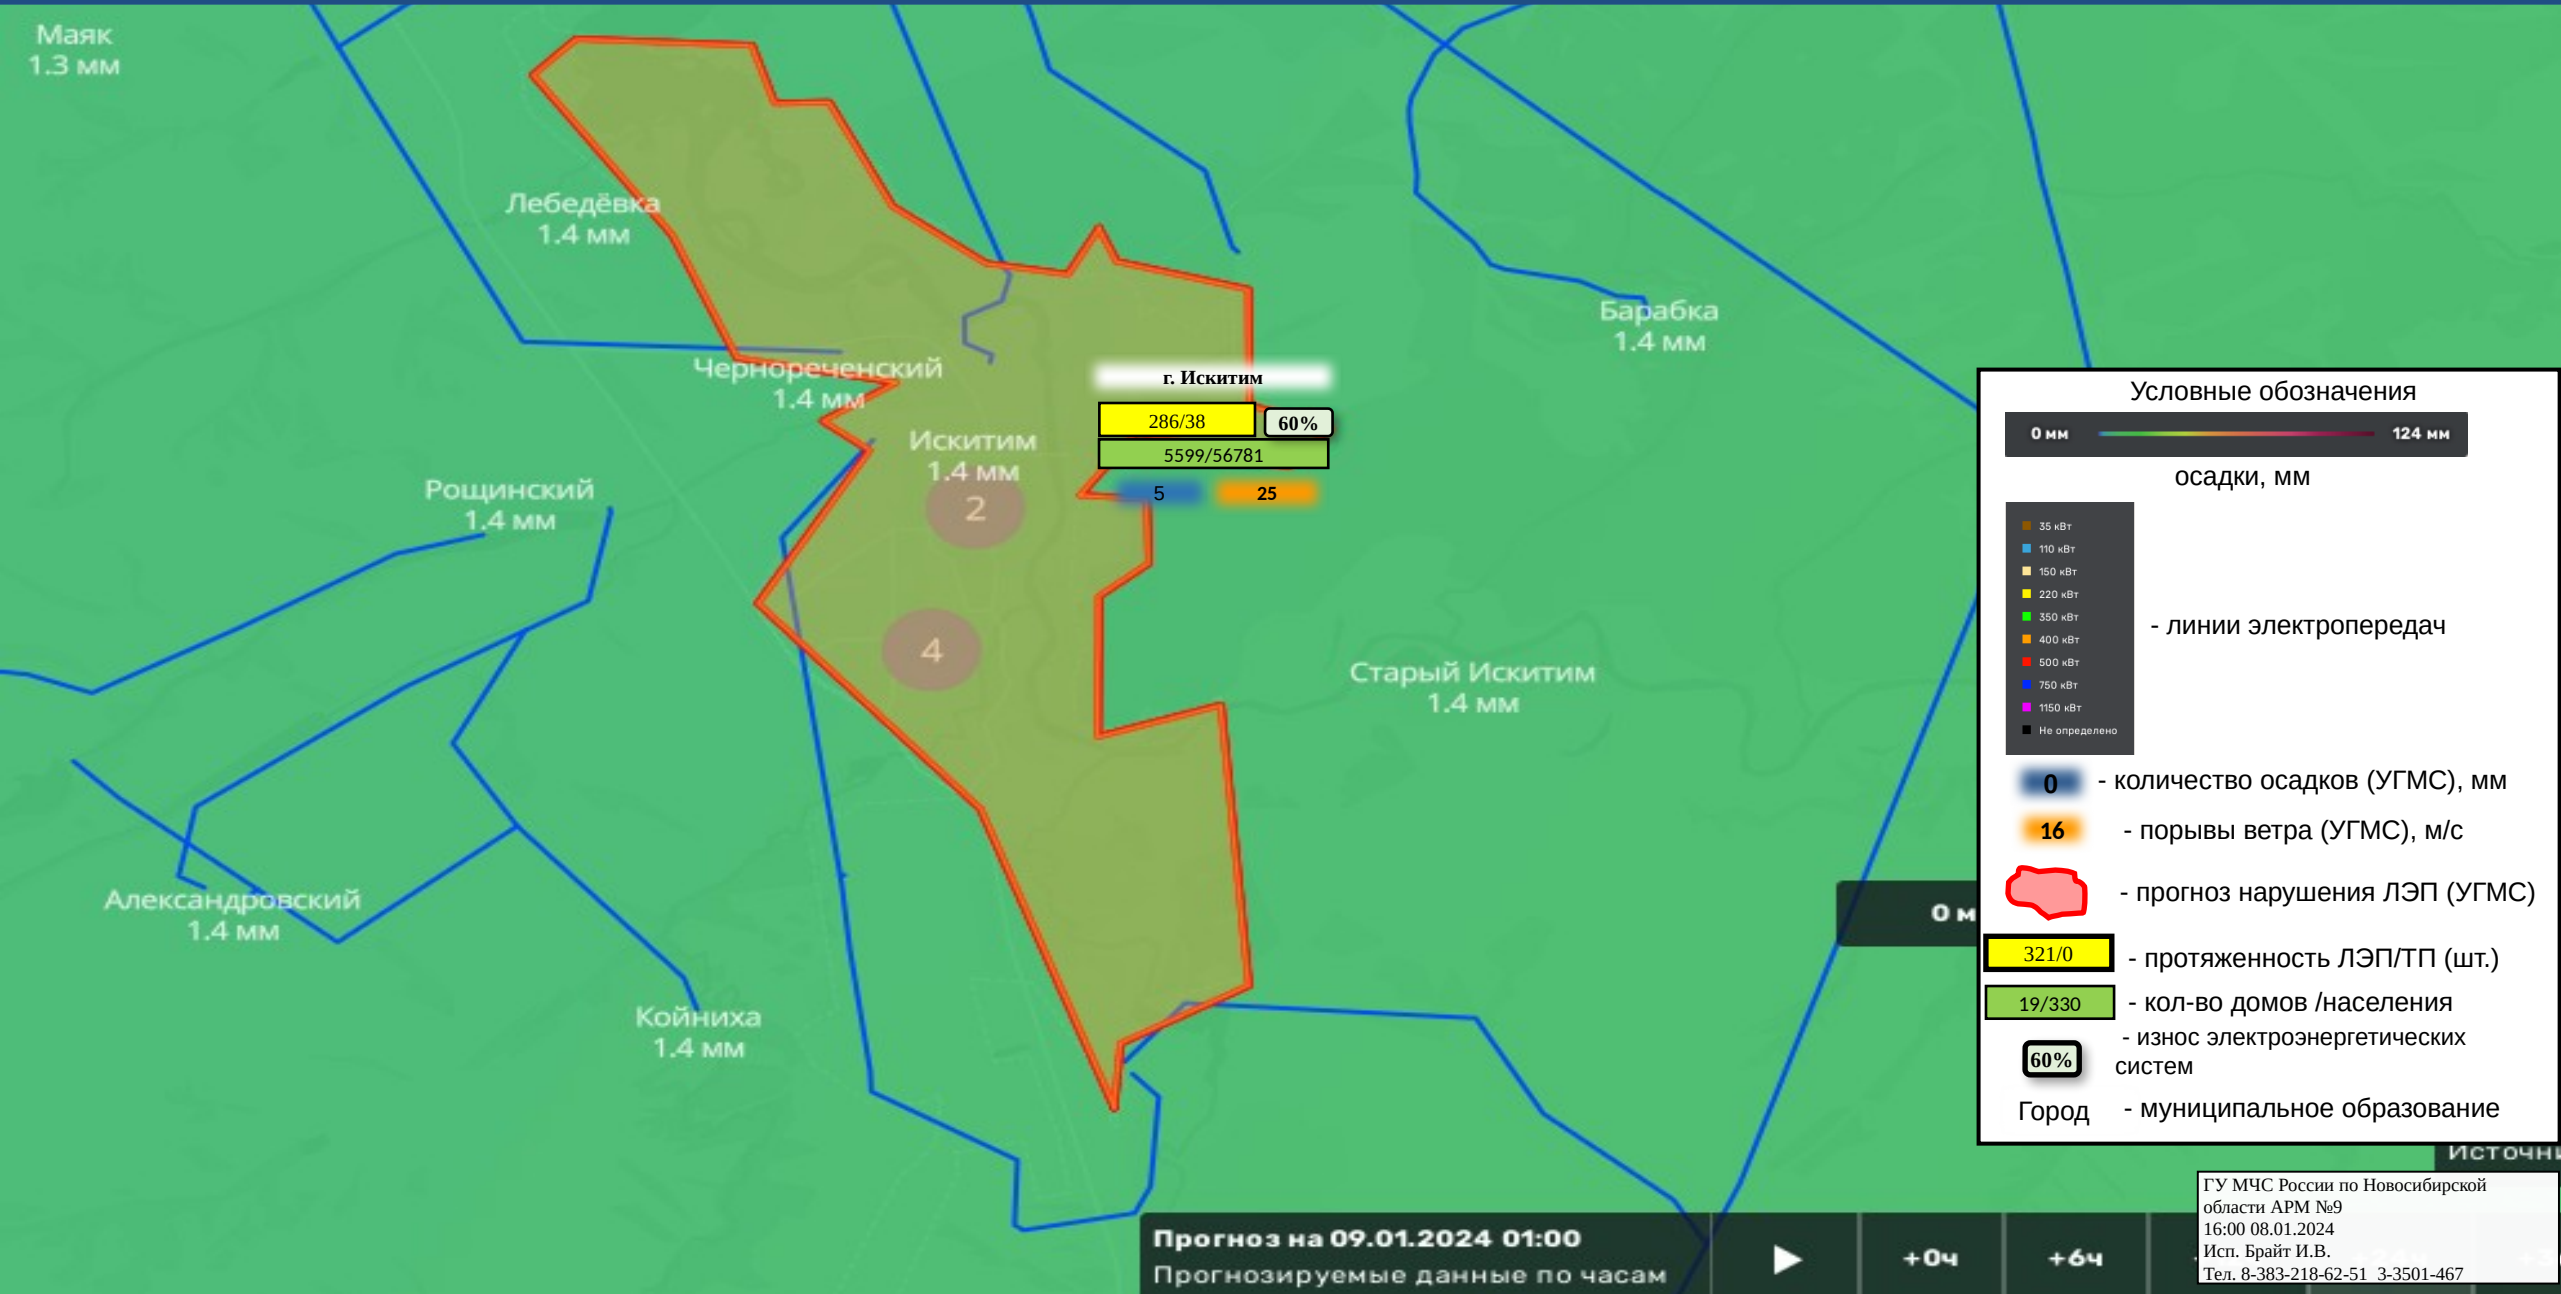 Маяк
1.3 мм
Лебедёвка
1.4 мм
Чернореченский
1.4 мм
Искитим
1.4 мм
2
4
г. Искитим
286/38
60%
5599/56781
5
25
Барабка
1.4 мм
Рощинский
1.4 мм
Старый Искитим
1.4 мм
Александровский
1.4 мм
Койниха
1.4 мм
Условные обозначения
0 мм
124 мм
осадки, мм
35 кВт
110 кВт
150 кВт
220 кВт
350 кВт
400 кВт
500 кВт
750 кВт
1150 кВт
Не определено
- линии электропередач
0 - количество осадков (УГМС), мм
16 - порывы ветра (УГМС), м/с
- прогноз нарушения ЛЭП (УГМС)
321/0 - протяженность ЛЭП/ТП (шт.)
19/330 - кол-во домов /населения
60% - износ электроэнергетических
систем
Город - муниципальное образование
0 м
Источн
Прогноз на 09.01.2024 01:00
Прогнозируемые данные по часам
+0ч
+6ч
ГУ МЧС России по Новосибирской
области АРМ №9
16:00 08.01.2024
Исп. Брайт И.В.
Тел. 8-383-218-62-51 3-3501-467